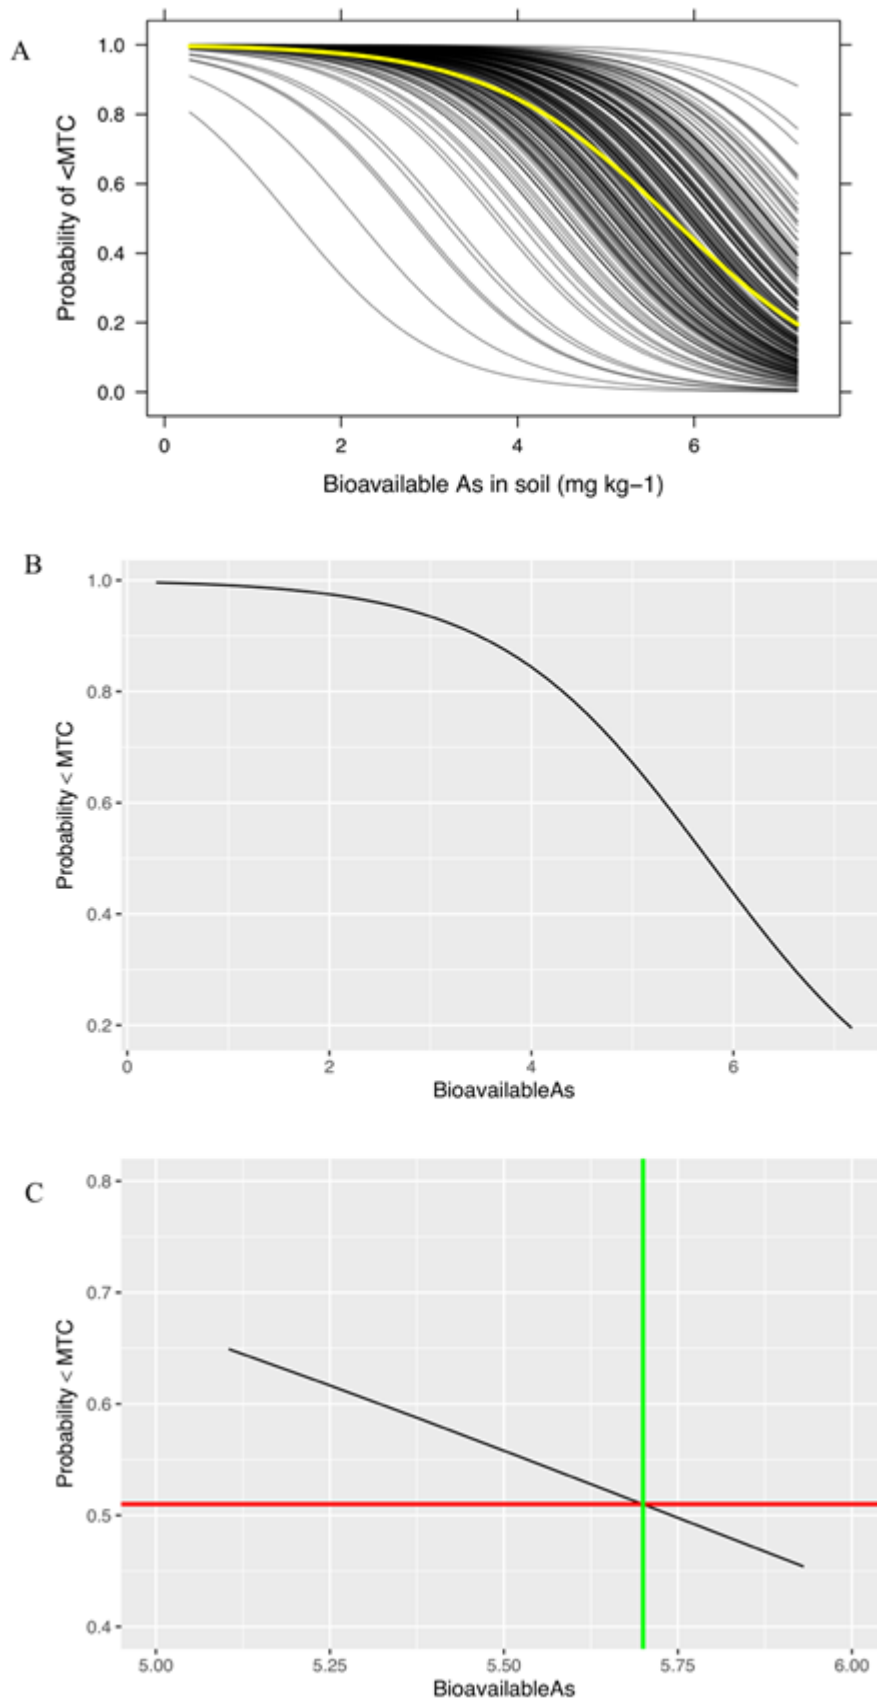 A
Probability of <MTC
1.0
0.8
0.6
0.4
0.2
0.0
0 2 4 6
Bioavailable As in soil (mg kg−1)
B
Probability < MTC
1.0
0.8
0.6
0.4
0.2
0 2 4 6
BioavailableAs
C
Probability < MTC
0.8
0.7
0.6
0.5
0.4
5.00 5.25 5.50 5.75 6.00
BioavailableAs